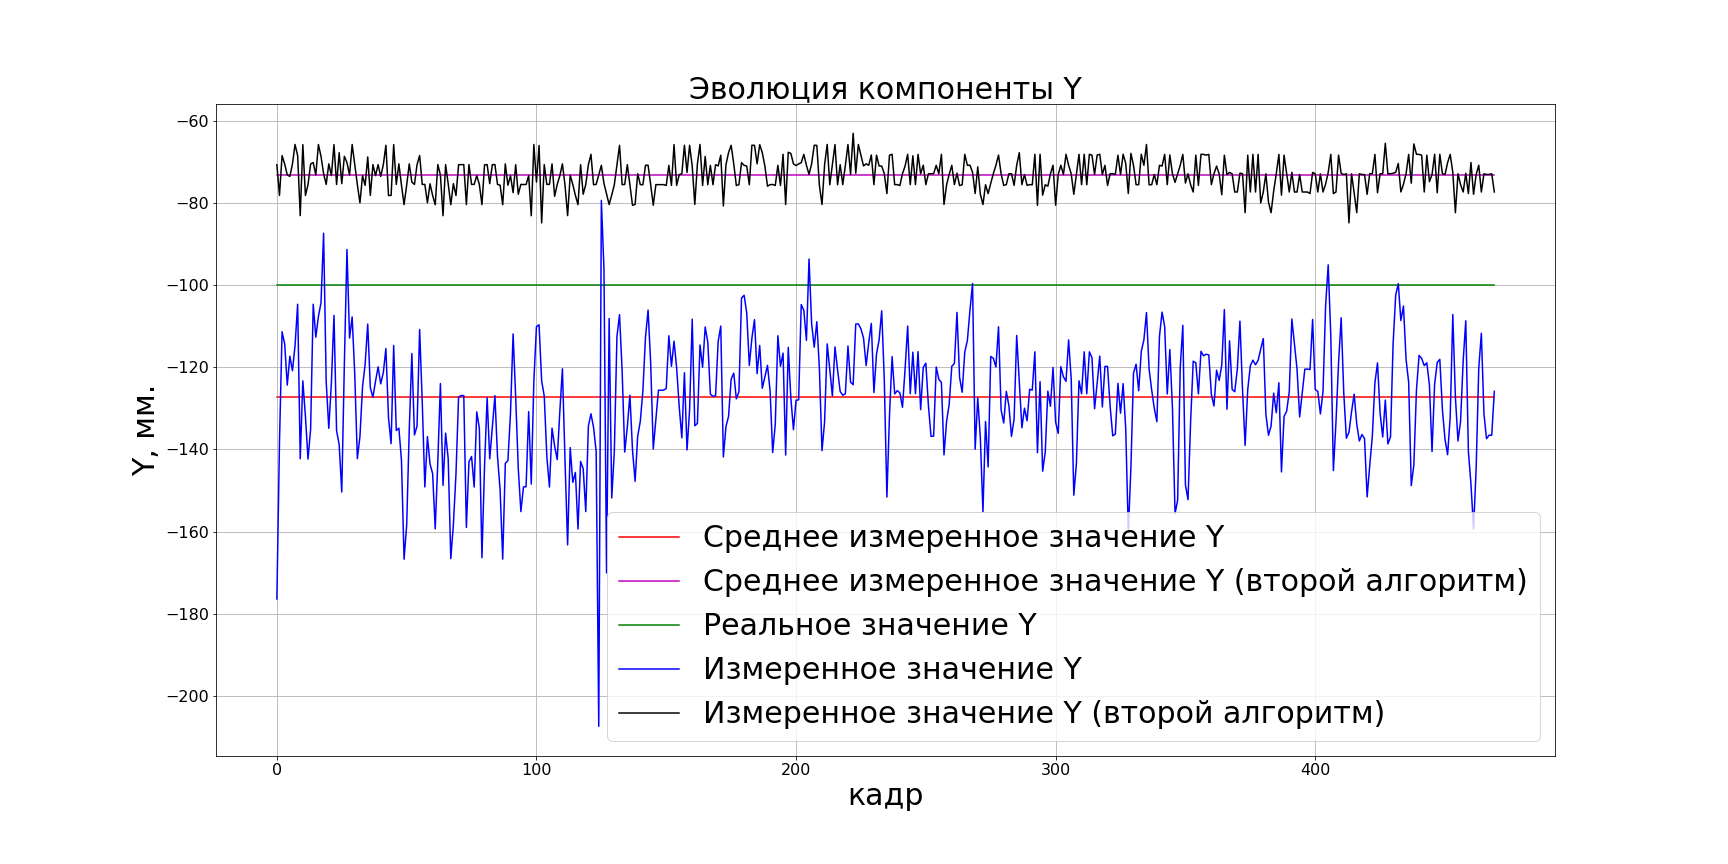 Эволюция компоненты Y
−60
−80
−100
−120
−140
−160
−180
−200
Y, мм.
Среднее измеренное значение Y
Среднее измеренное значение Y (второй алгоритм)
Реальное значение Y
Измеренное значение Y
Измеренное значение Y (второй алгоритм)
0 100 200 300 400
кадр